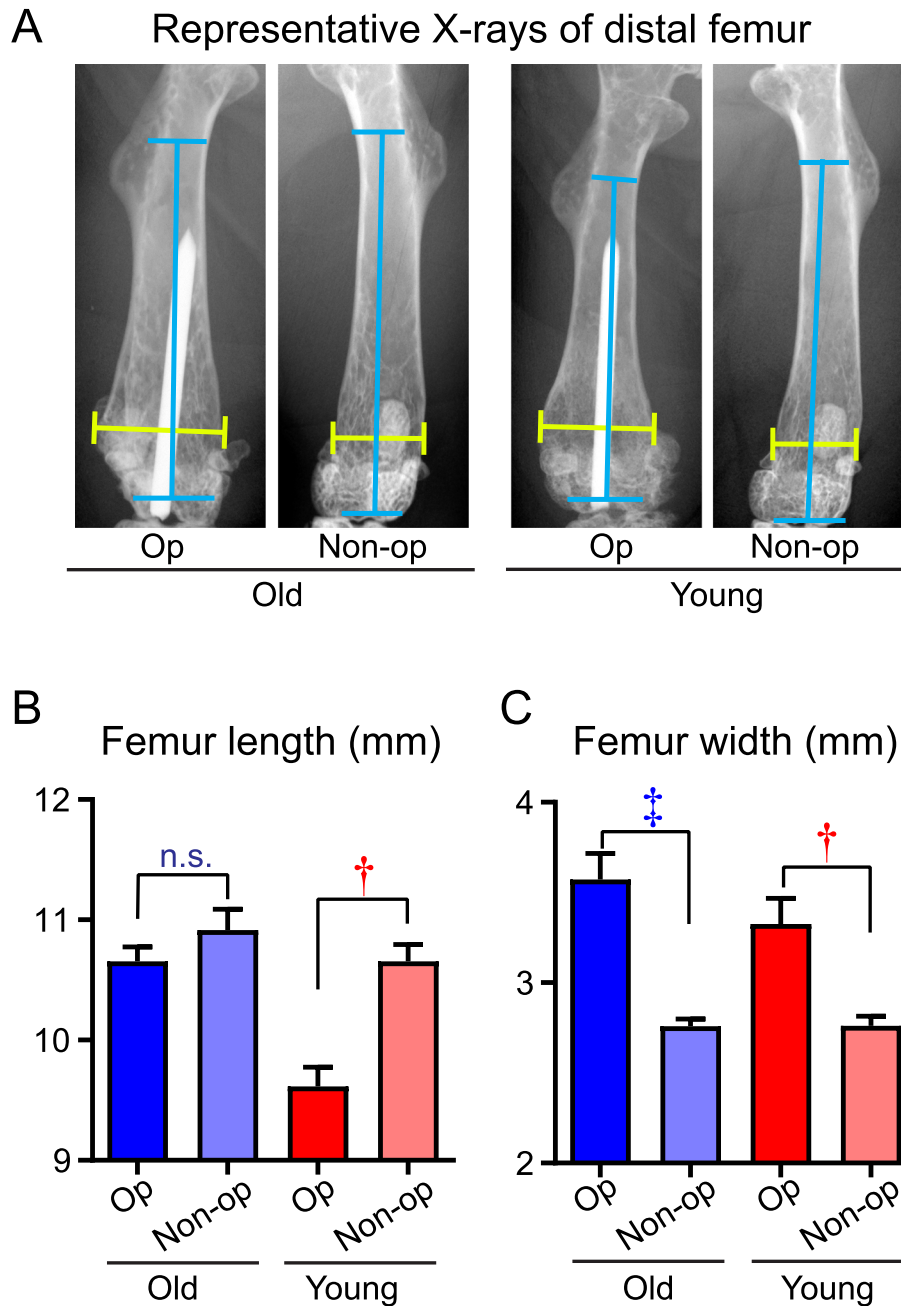 A
Representative X-rays of distal femur
Op Non-op Op Non-op
Old Young
B
Femur length (mm)
12
11
10
9
n.s.
†
Op Non-op Op Non-op
Old Young
C
Femur width (mm)
4
3
2
‡
†
Op Non-op Op Non-op
Old Young